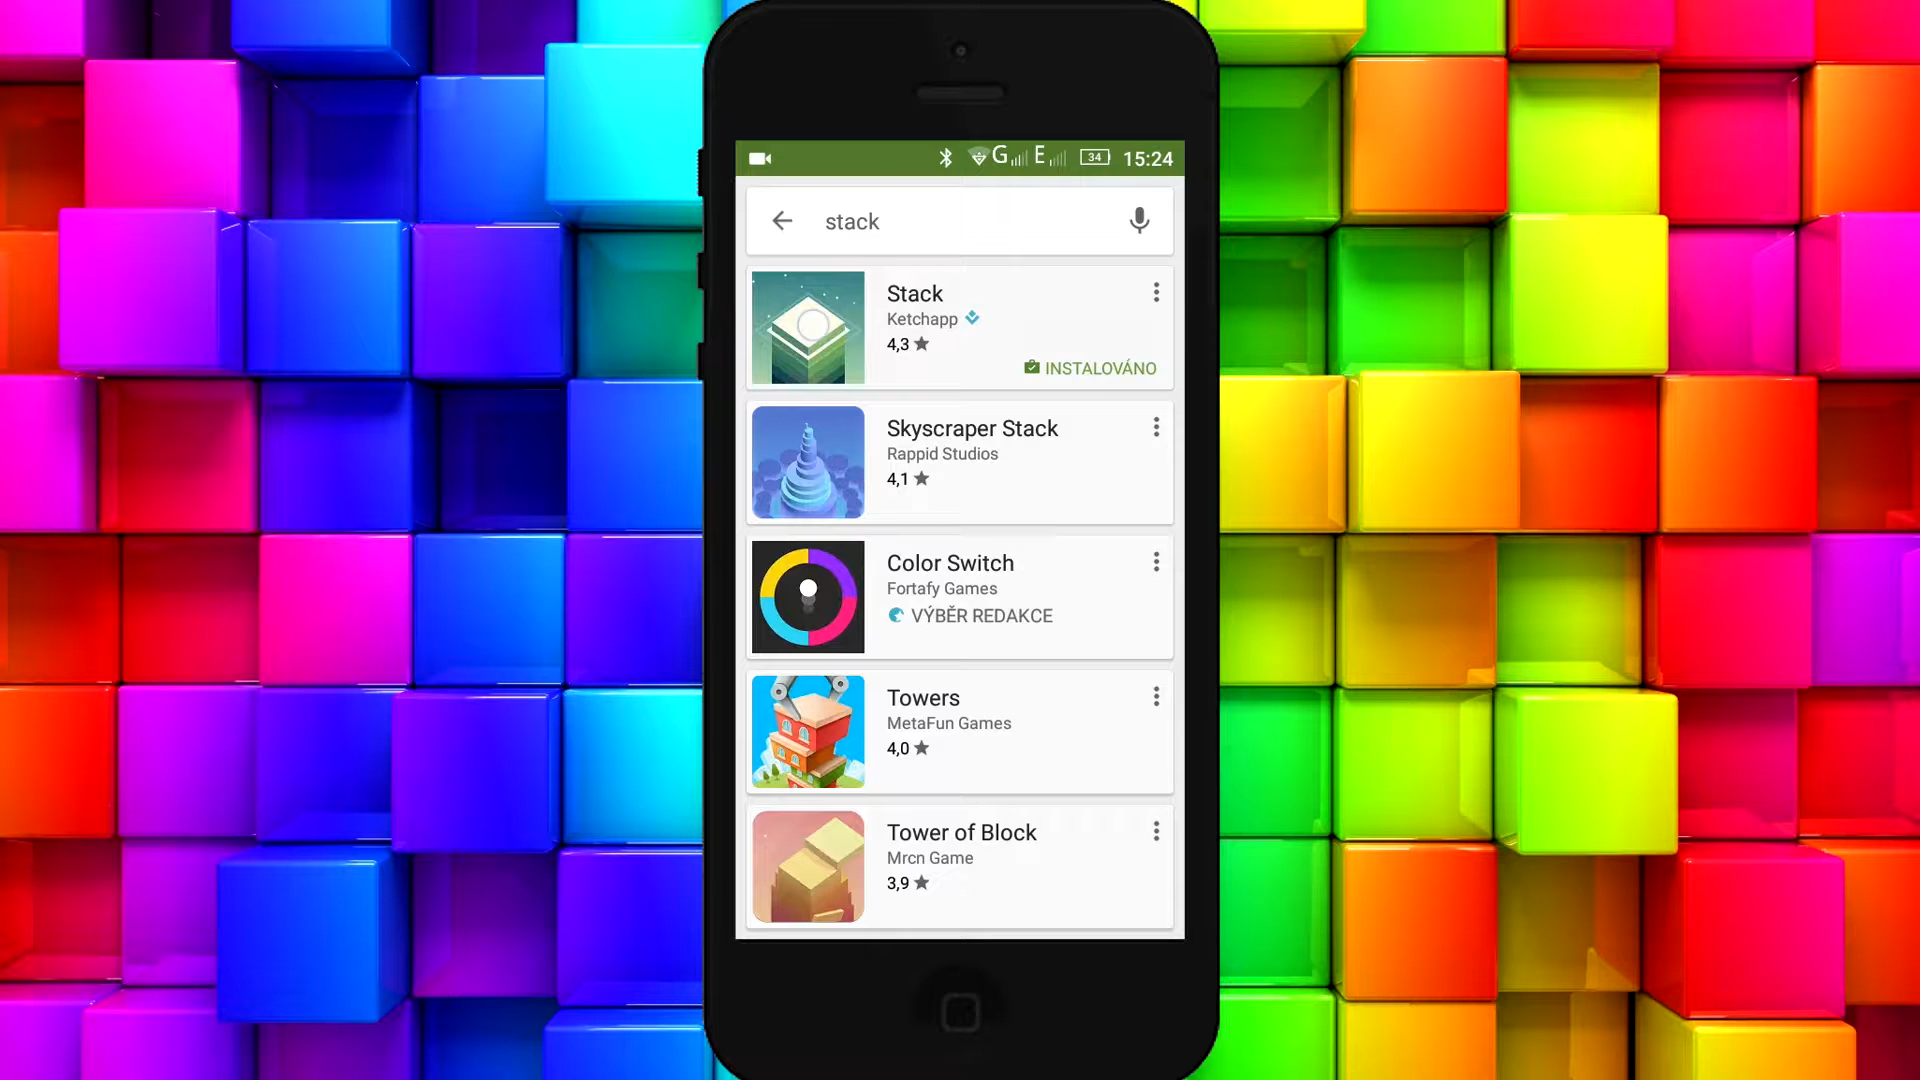 G E 34 15:24
stack
Stack
Ketchapp
4,3
INSTALOVÁNO
Skyscraper Stack
Rappid Studios
4,1
Color Switch
Fortafy Games
VÝBĚR REDAKCE
Towers
MetaFun Games
4,0
Tower of Block
Mrcn Game
3,9